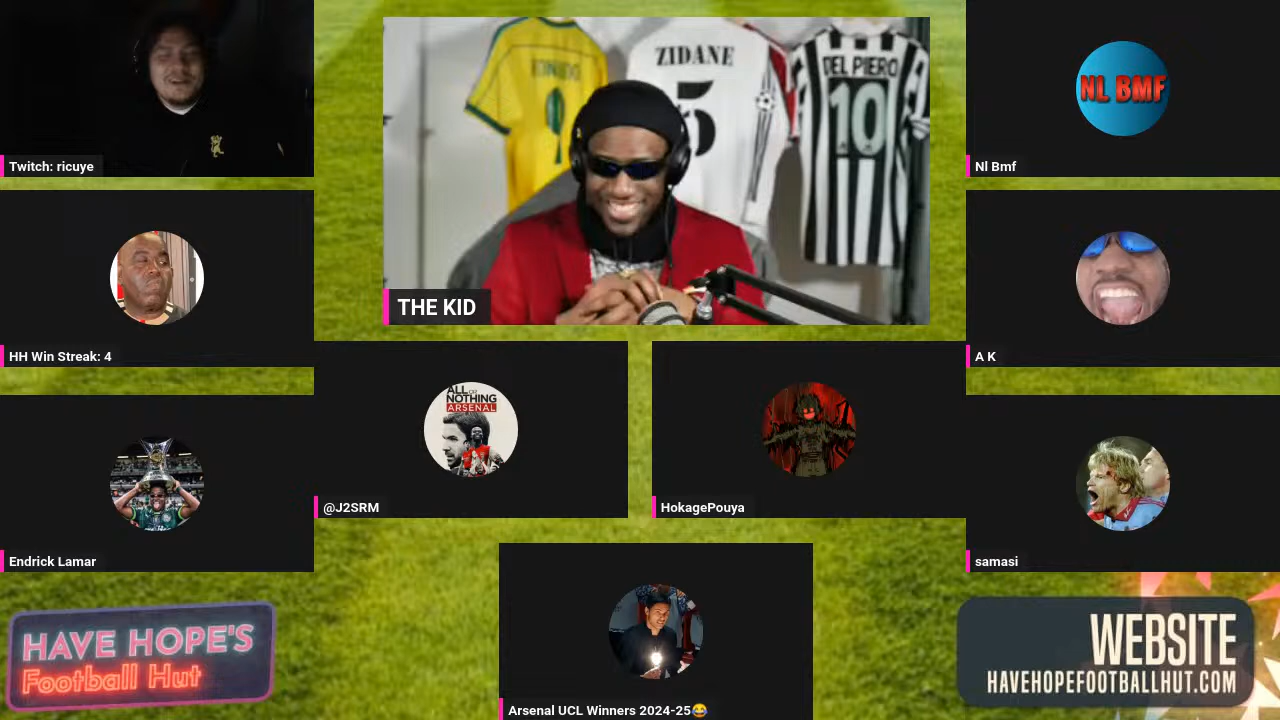 ZIDANE
5
DEL PIERO
10
Twitch: ricuye
THE KID
NL BMF
Nl Bmf
HH Win Streak: 4
A K
ALL OR
NOTHING
ARSENAL
@J2SRM
HokagePouya
Endrick Lamar
samasi
HAVE HOPE'S
Football Hut
WEBSITE
HAVEHOPEFOOTBALLHUT.COM
Arsenal UCL Winners 2024-25😂